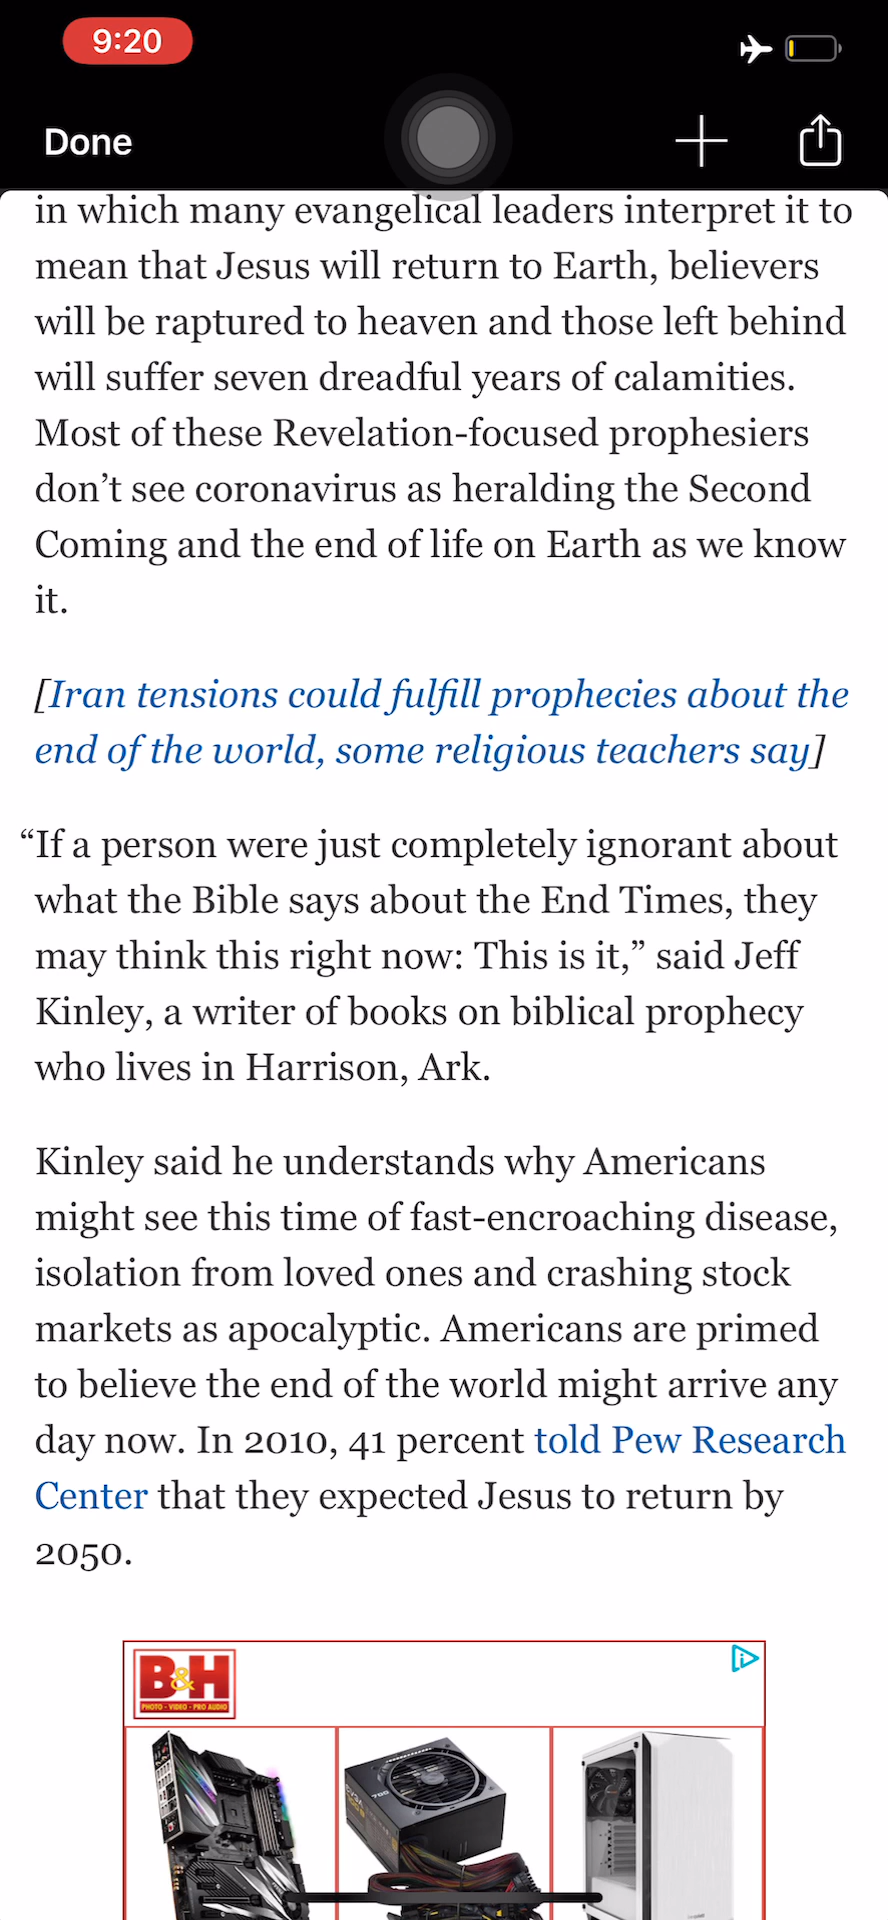 9:20
Done
in which many evangelical leaders interpret it to
mean that Jesus will return to Earth, believers
will be raptured to heaven and those left behind
will suffer seven dreadful years of calamities.
Most of these Revelation-focused prophesiers
don’t see coronavirus as heralding the Second
Coming and the end of life on Earth as we know
it.
[Iran tensions could fulfill prophecies about the
end of the world, some religious teachers say]
“If a person were just completely ignorant about
what the Bible says about the End Times, they
may think this right now: This is it,” said Jeff
Kinley, a writer of books on biblical prophecy
who lives in Harrison, Ark.
Kinley said he understands why Americans
might see this time of fast-encroaching disease,
isolation from loved ones and crashing stock
markets as apocalyptic. Americans are primed
to believe the end of the world might arrive any
day now. In 2010, 41 percent told Pew Research
Center that they expected Jesus to return by
2050.
B&H
PHOTO - VIDEO - PRO AUDIO